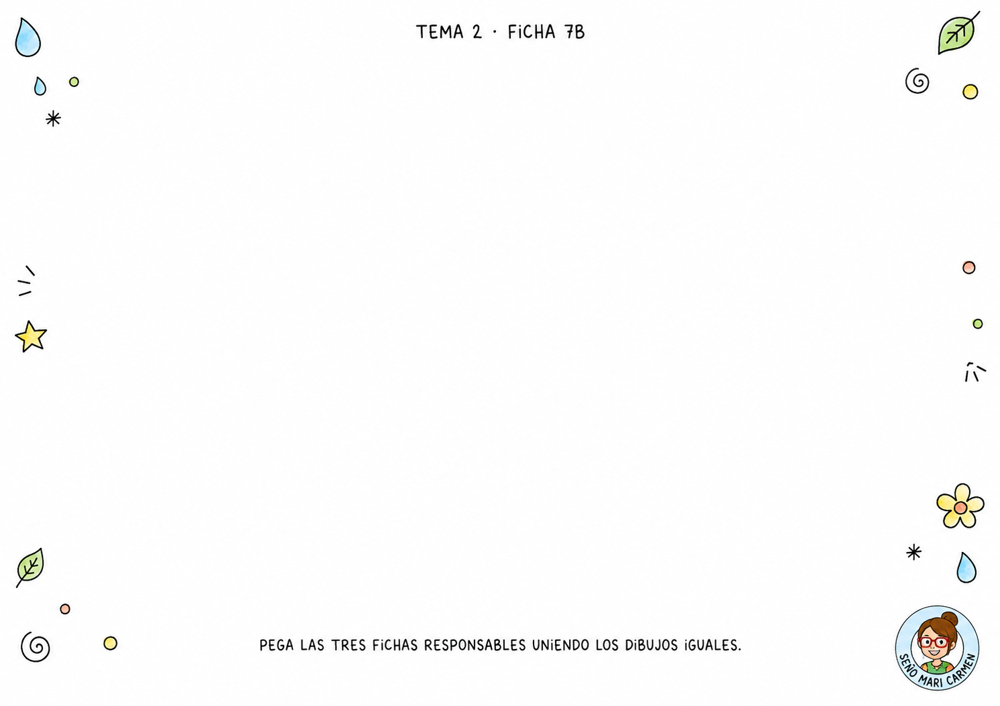 TEMA 2 · FiCHA 7B
PEGA LAS TRES FiCHAS RESPONSABLES UNiENDO LOS DiBUJOS iGUALES.
SEÑO MARI CARMEN